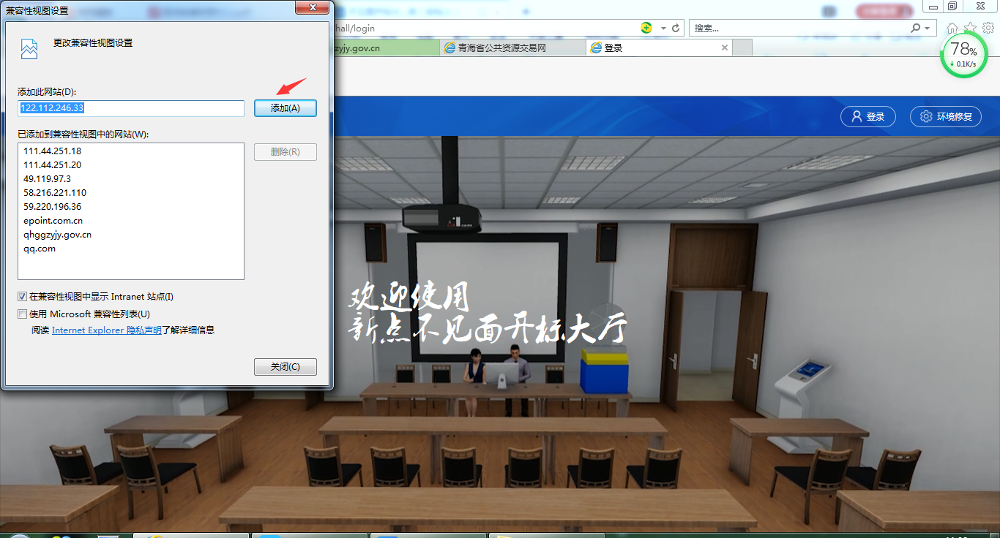 兼容性视图设置
更改兼容性视图设置
添加此网站(D):
122.112.246.33
添加(A)
已添加到兼容性视图中的网站(W):
111.44.251.18
111.44.251.20
49.119.97.3
58.216.221.110
59.220.196.36
epoint.com.cn
qhggzyjy.gov.cn
qq.com
删除(R)
在兼容性视图中显示 Intranet 站点(I)
使用 Microsoft 兼容性列表(U)
阅读 Internet Explorer 隐私声明了解详细信息
关闭(C)
hall/login
搜索...
zyjy.gov.cn
青海省公共资源交易网
登录
78%
0.1K/s
登录
环境修复
欢迎使用
新点不见面开标大厅